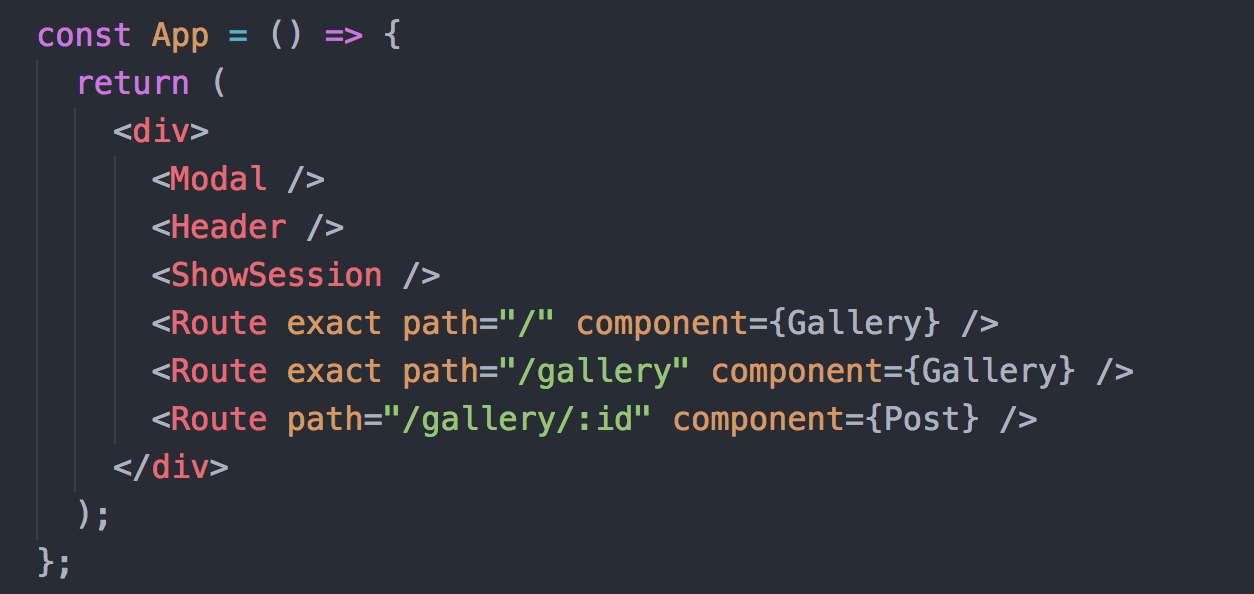 const App = () => {
  return (
    <div>
      <Modal />
      <Header />
      <ShowSession />
      <Route exact path="/" component={Gallery} />
      <Route exact path="/gallery" component={Gallery} />
      <Route path="/gallery/:id" component={Post} />
    </div>
  );
};